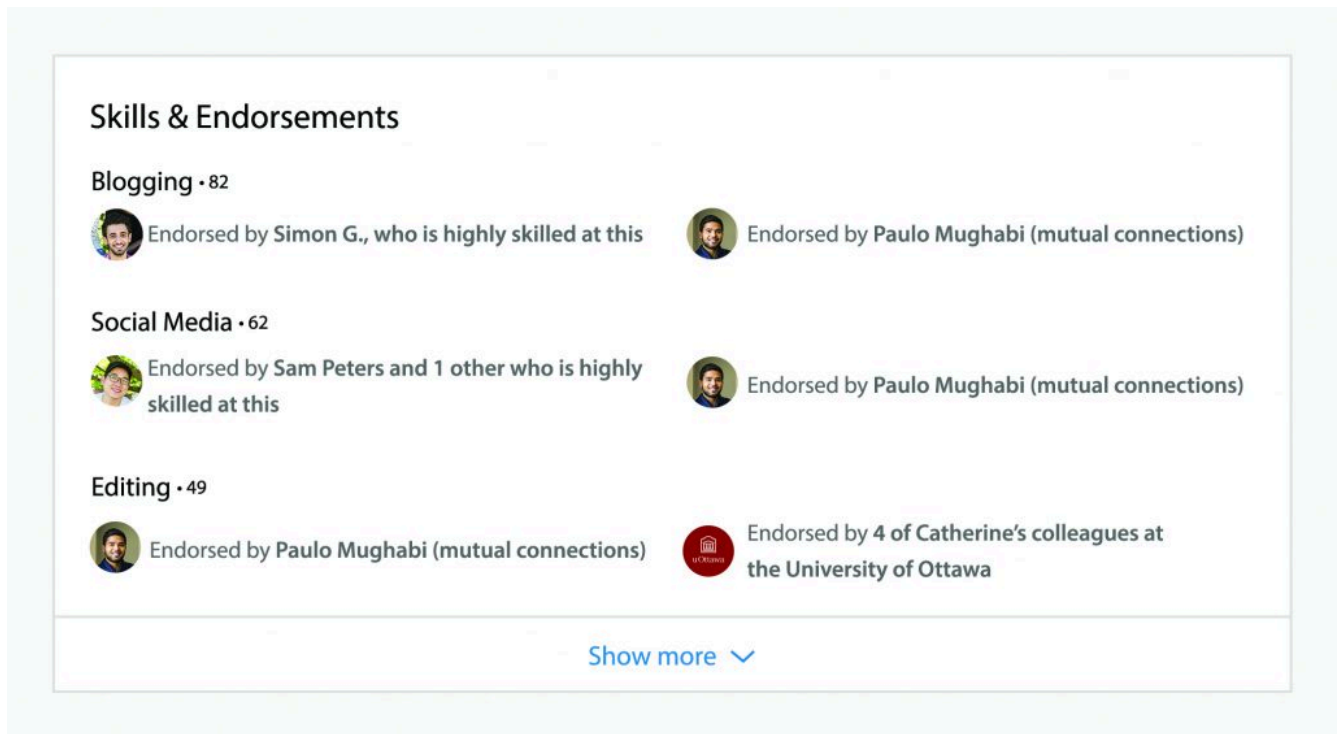 Skills & Endorsements
Blogging • 82
Endorsed by Simon G., who is highly skilled at this
Endorsed by Paulo Mughabi (mutual connections)
Social Media • 62
Endorsed by Sam Peters and 1 other who is highly
skilled at this
Endorsed by Paulo Mughabi (mutual connections)
Editing • 49
Endorsed by Paulo Mughabi (mutual connections)
uOttawa
Endorsed by 4 of Catherine’s colleagues at
the University of Ottawa
Show more